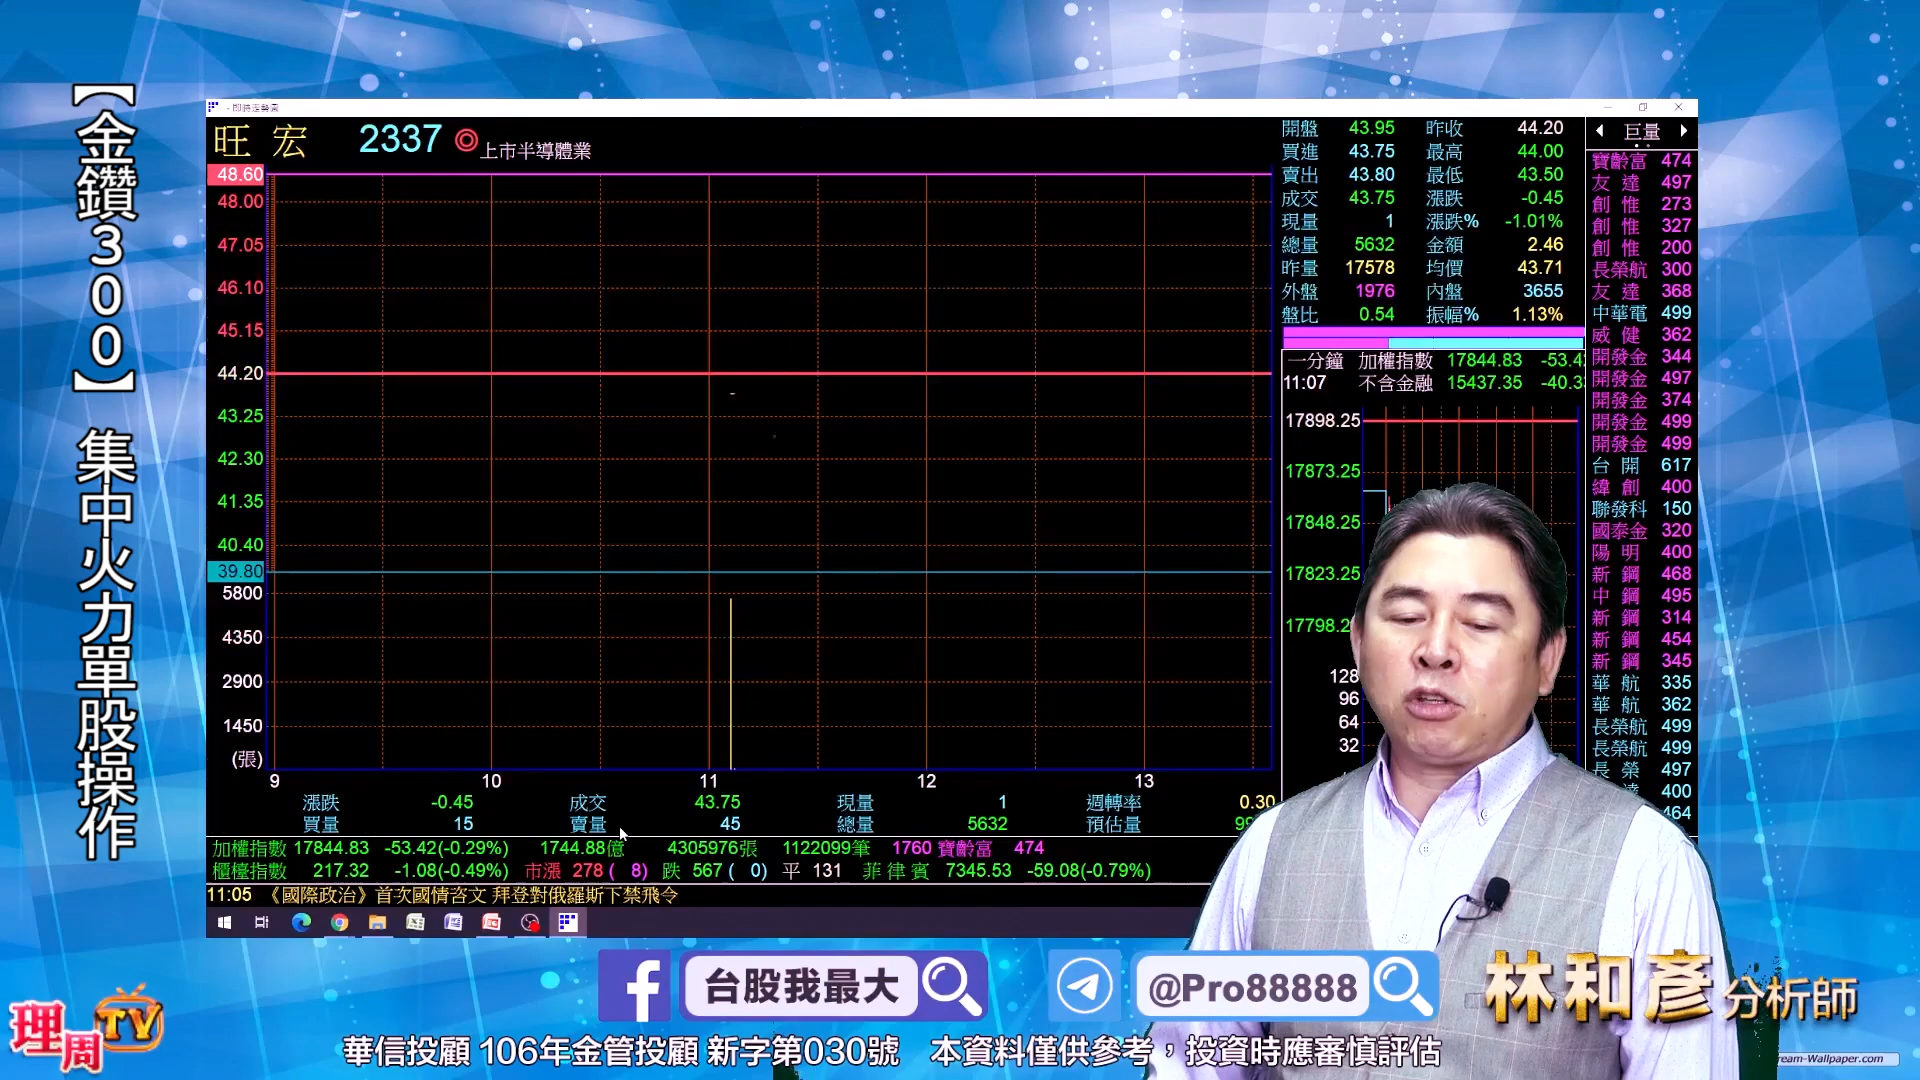 【金鑽300】集中火力單股操作
-即時走勢圖
旺宏 2337 ◎上市半導體業
48.60
48.00
47.05
46.10
45.15
44.20
43.25
42.30
41.35
40.40
39.80
5800
4350
2900
1450
(張)
9 10 11 12 13
漲跌 -0.45 成交 43.75 現量 1 週轉率 0.30
買量 15 賣量 45 總量 5632 預估量
開盤 43.95 昨收 44.20
買進 43.75 最高 44.00
賣出 43.80 最低 43.50
成交 43.75 漲跌 -0.45
現量 1 漲跌% -1.01%
總量 5632 金額 2.46
昨量 17578 均價 43.71
外盤 1976 內盤 3655
盤比 0.54 振幅% 1.13%
一分鐘 加權指數 17844.83
11:07 不含金融 15437.35
17898.25
17873.25
17848.25
17823.25
17798.2
128
96
64
32
巨量
寶齡富 474
友達 497
創惟 273
創惟 327
創惟 200
長榮航 300
友達 368
中華電 499
威健 362
開發金 344
開發金 497
開發金 374
開發金 499
開發金 499
台開 617
緯創 400
聯發科 150
國泰金 320
陽明 400
新鋼 468
中鋼 495
新鋼 314
新鋼 454
新鋼 345
華航 335
華航 362
長榮航 499
長榮航 499
長榮 497
達 400
464
加權指數 17844.83 -53.42(-0.29%) 1744.88億 4305976張 1122099筆 1760 寶齡富 474
櫃檯指數 217.32 -1.08(-0.49%) 市漲 278( 8) 跌 567( 0) 平 131 菲律賓 7345.53 -59.08(-0.79%)
11:05 《國際政治》首次國情咨文 拜登對俄羅斯下禁飛令
台股我最大
@Pro88888
林和彥分析師
理周TV
華信投顧 106年金管投顧 新字第030號 本資料僅供參考，投資時應審慎評估
ream-Wallpaper.com